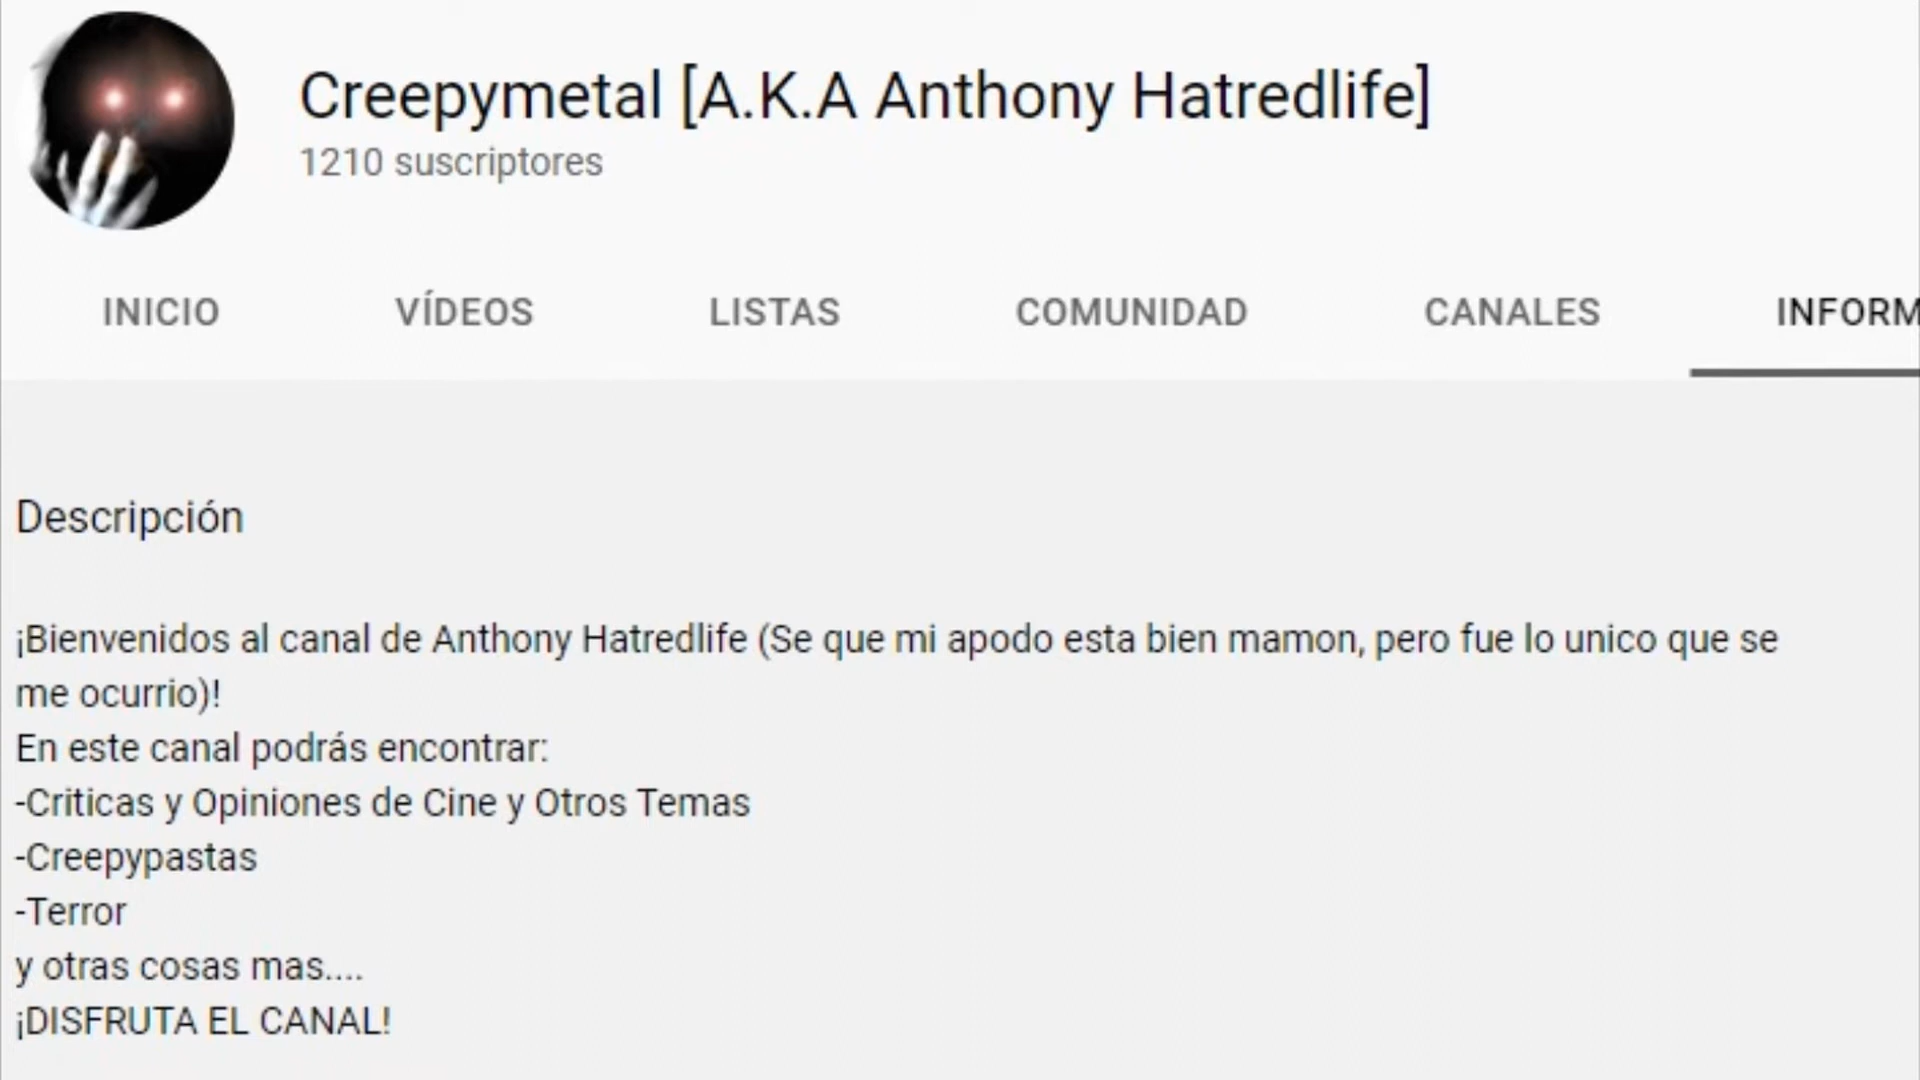 Creepymetal [A.K.A Anthony Hatredlife]
1210 suscriptores
INICIO VÍDEOS LISTAS COMUNIDAD CANALES INFORM
Descripción
¡Bienvenidos al canal de Anthony Hatredlife (Se que mi apodo esta bien mamon, pero fue lo unico que se
me ocurrio)!
En este canal podrás encontrar:
-Criticas y Opiniones de Cine y Otros Temas
-Creepypastas
-Terror
y otras cosas mas....
¡DISFRUTA EL CANAL!